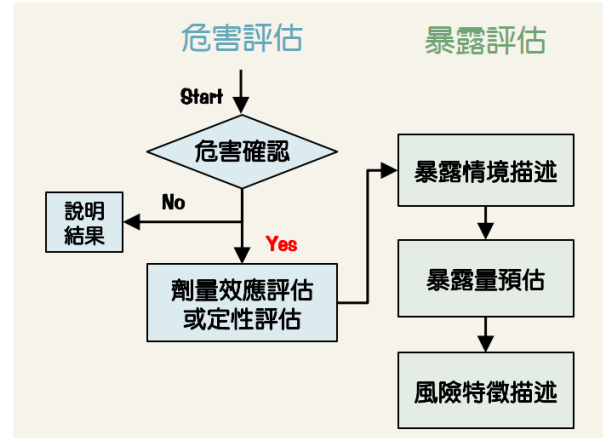 危害評估
暴露評估
Start
危害確認
No
說明
結果
Yes
劑量效應評估
或定性評估
暴露情境描述
暴露量預估
風險特徵描述